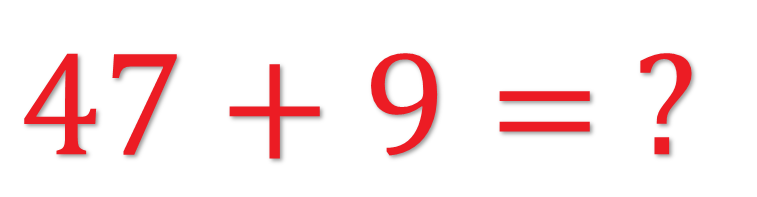 47 + 9 = ?